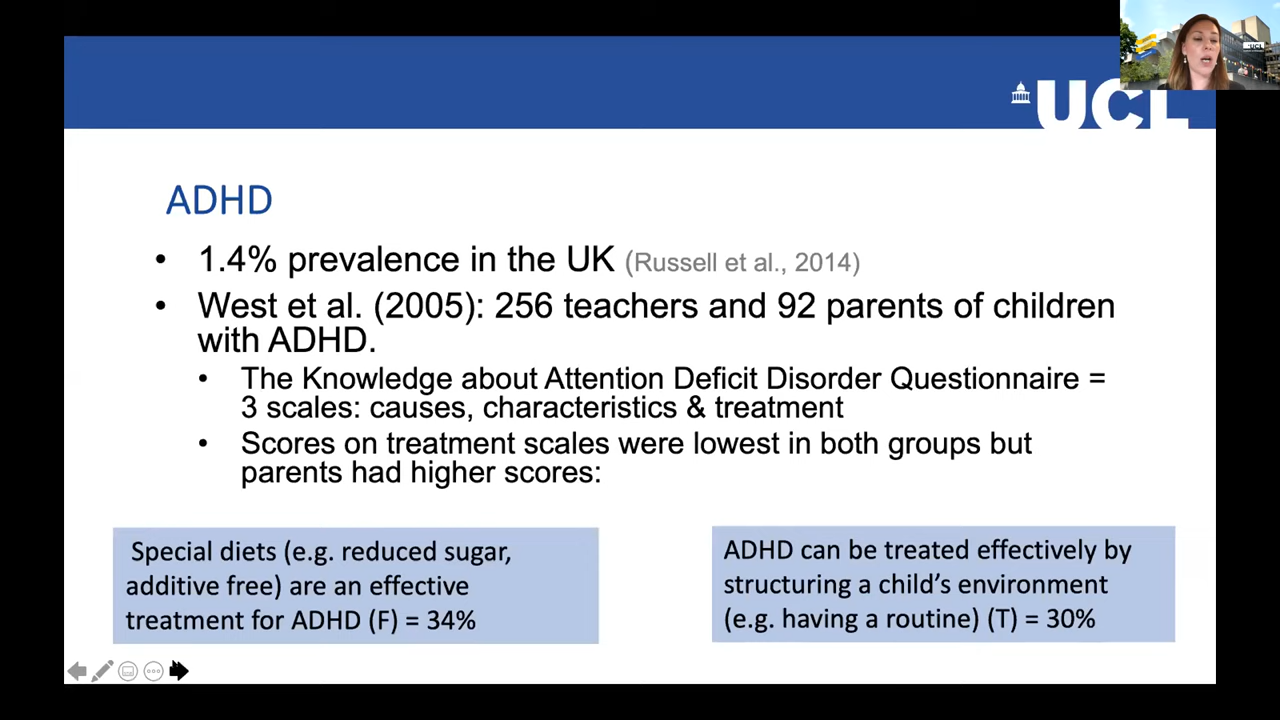 UCL
UCL
ADHD
• 1.4% prevalence in the UK (Russell et al., 2014)
• West et al. (2005): 256 teachers and 92 parents of children
with ADHD.
• The Knowledge about Attention Deficit Disorder Questionnaire =
3 scales: causes, characteristics & treatment
• Scores on treatment scales were lowest in both groups but
parents had higher scores:
Special diets (e.g. reduced sugar,
additive free) are an effective
treatment for ADHD (F) = 34%
ADHD can be treated effectively by
structuring a child's environment
(e.g. having a routine) (T) = 30%